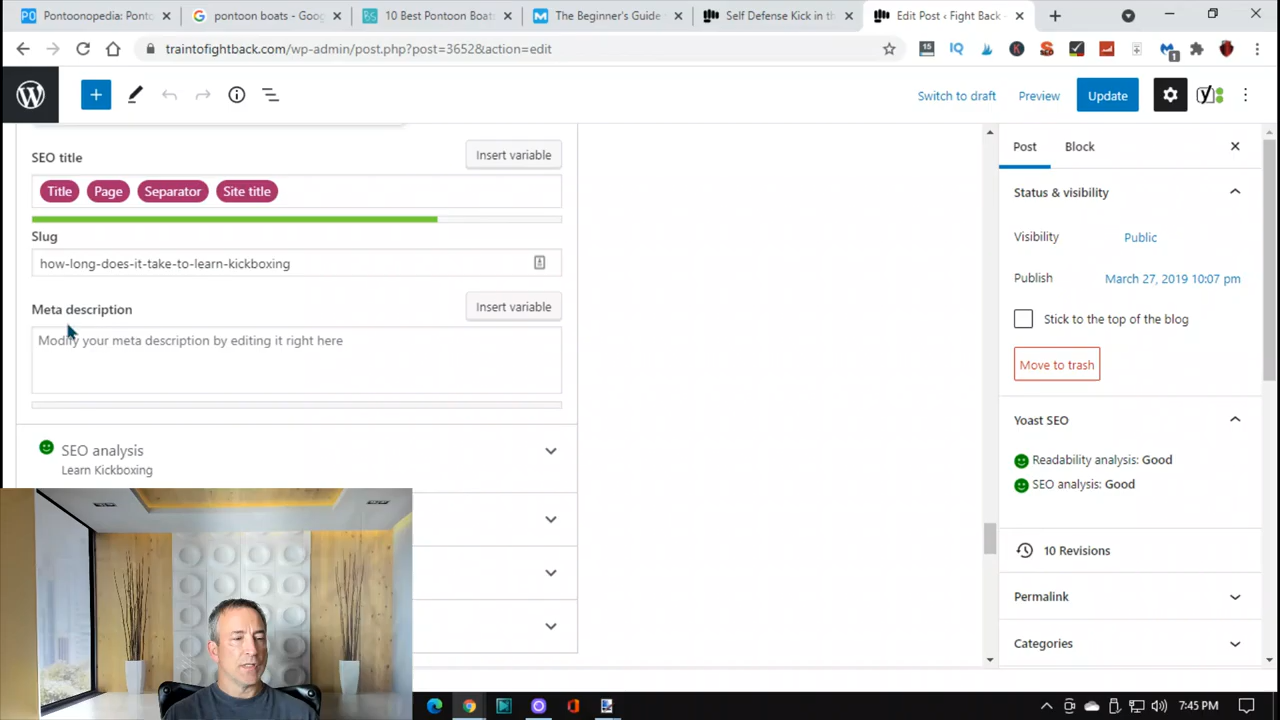 Pontoonopedia: Pont
pontoon boats - Goog
10 Best Pontoon Boats
The Beginner's Guide
Self Defense Kick in th
Edit Post ‹ Fight Back -
traintofightback.com/wp-admin/post.php?post=3652&action=edit
Switch to draft
Preview
Update
SEO title
Insert variable
Title
Page
Separator
Site title
Slug
how-long-does-it-take-to-learn-kickboxing
Meta description
Insert variable
Modify your meta description by editing it right here
SEO analysis
Learn Kickboxing
Post
Block
Status & visibility
Visibility
Public
Publish
March 27, 2019 10:07 pm
Stick to the top of the blog
Move to trash
Yoast SEO
Readability analysis: Good
SEO analysis: Good
10 Revisions
Permalink
Categories
7:45 PM